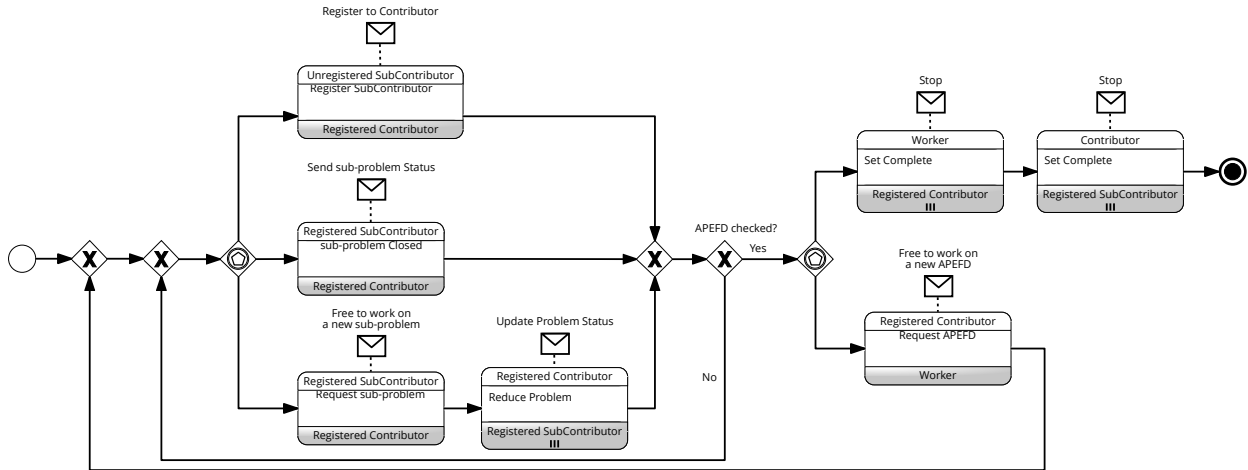 Register to Contributor
Unregistered SubContributor
Register SubContributor
Registered Contributor
Send sub-problem Status
Registered SubContributor
sub-problem Closed
Registered Contributor
Free to work on
a new sub-problem
Registered SubContributor
Request sub-problem
Registered Contributor
Update Problem Status
Registered Contributor
Reduce Problem
Registered SubContributor
APEFD checked?
Yes
No
Stop
Worker
Set Complete
Registered Contributor
Stop
Contributor
Set Complete
Registered SubContributor
Free to work on
a new APEFD
Registered Contributor
Request APEFD
Worker